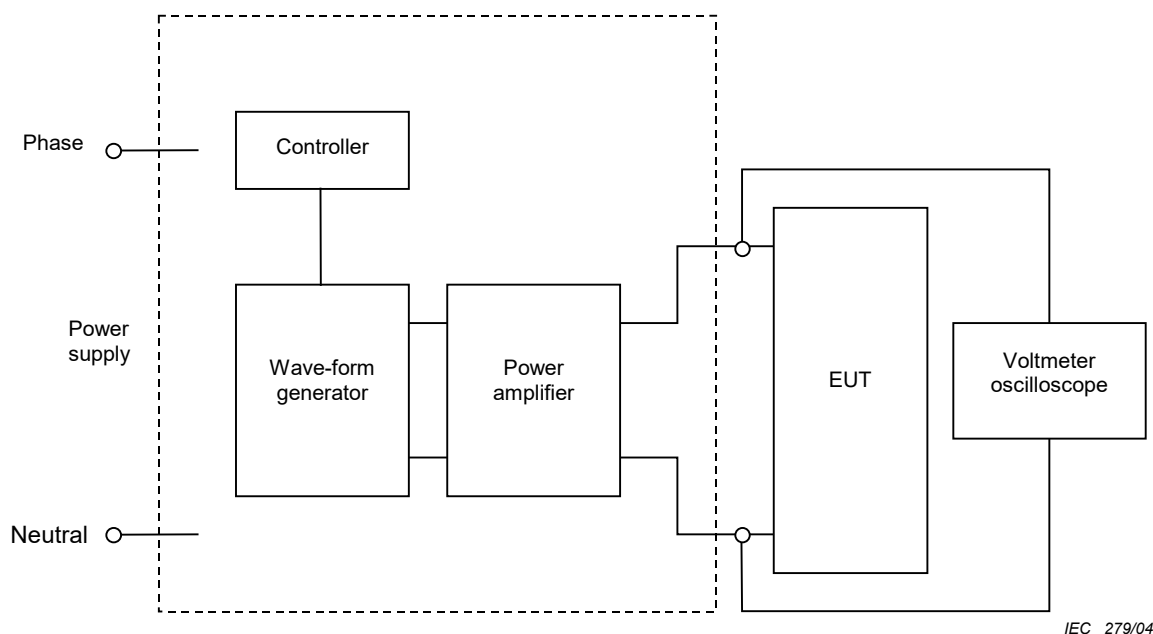 Phase
Controller
Power
supply
Wave-form
generator
Power
amplifier
EUT
Voltmeter
oscilloscope
Neutral
IEC 279/04